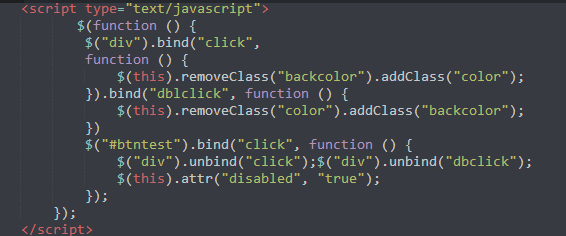 <script type="text/javascript">
$(function () {
$("div").bind("click",
function () {
$(this).removeClass("backcolor").addClass("color");
}).bind("dblclick", function () {
$(this).removeClass("color").addClass("backcolor");
})
$("#btntest").bind("click", function () {
$("div").unbind("click");$("div").unbind("dbclick");
$(this).attr("disabled", "true");
});
});
</script>